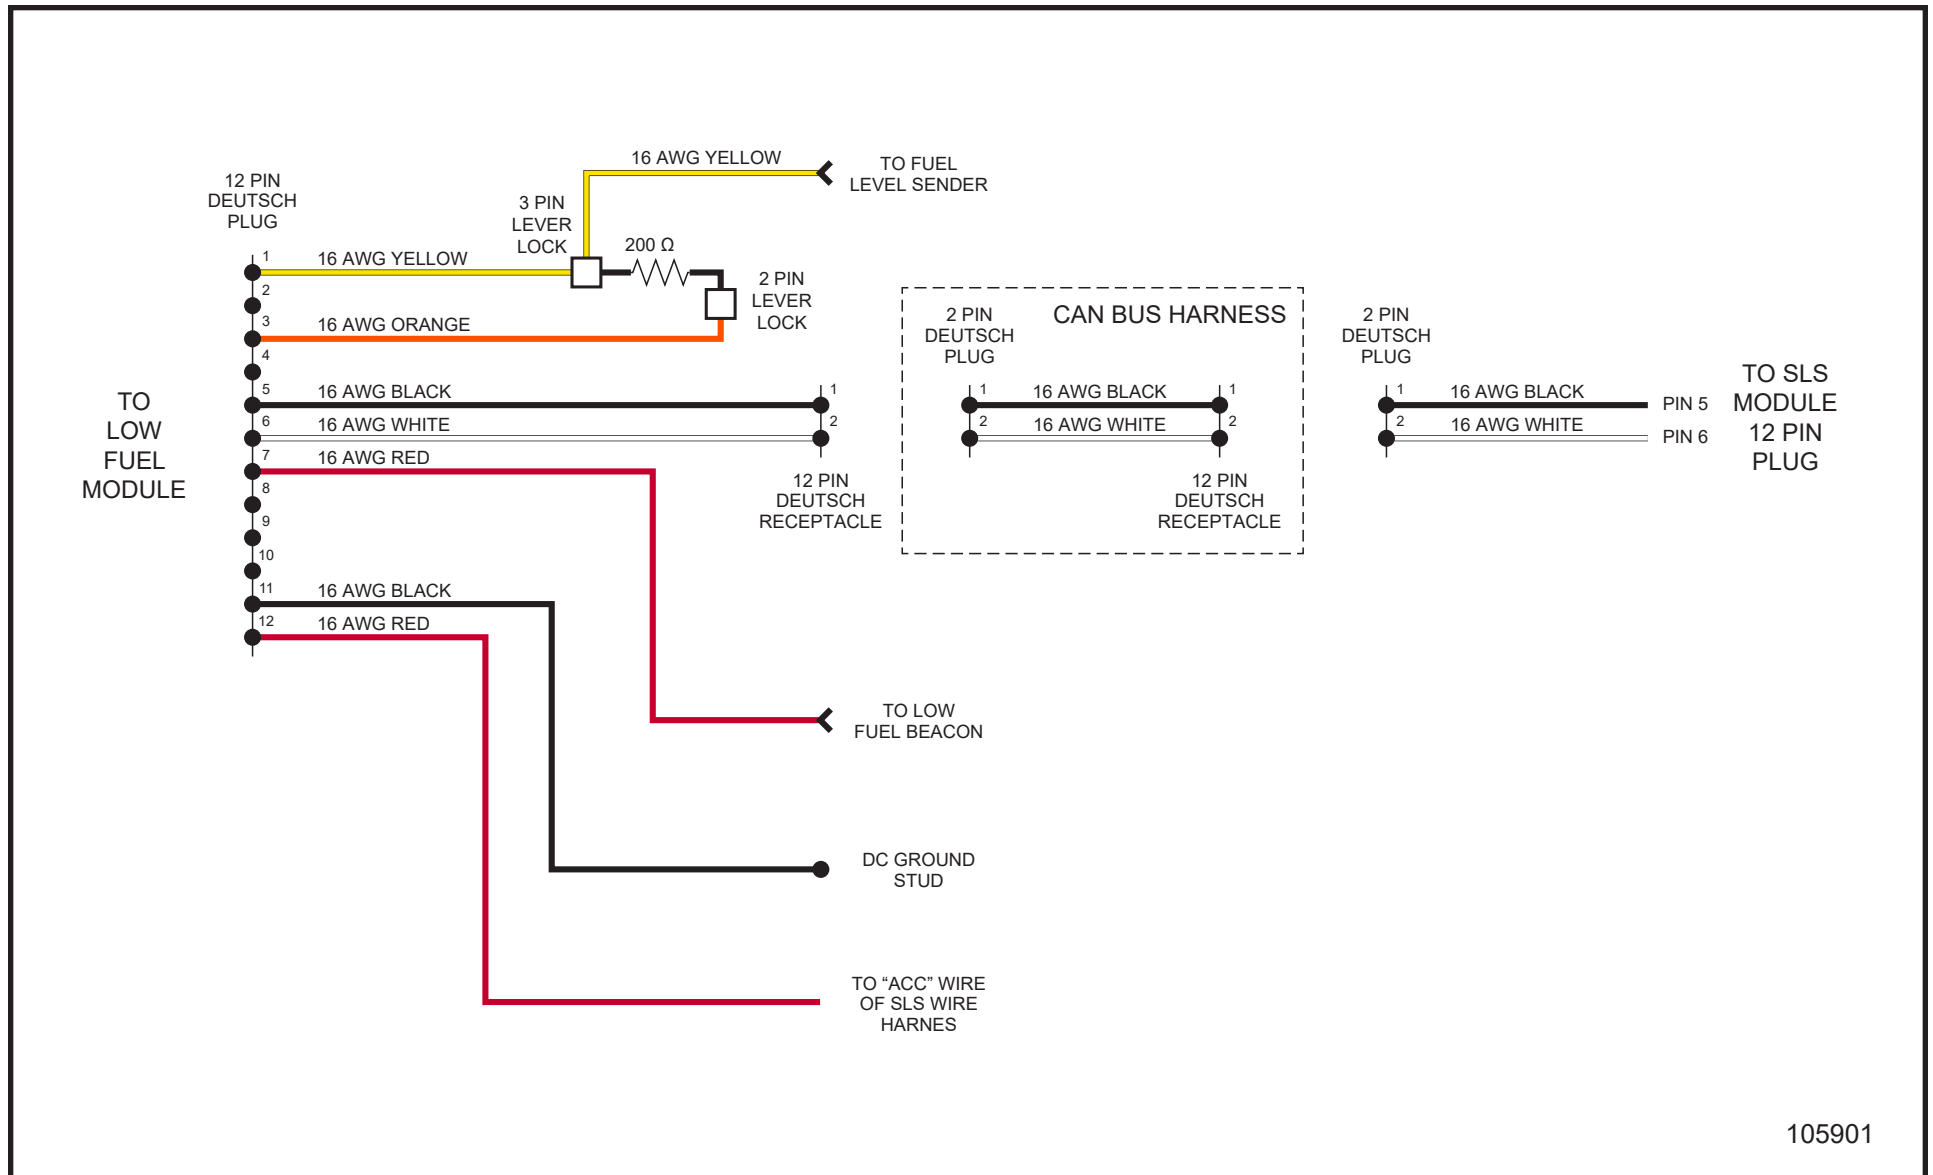 16 AWG YELLOW
TO FUEL
LEVEL SENDER
12 PIN
DEUTSCH
PLUG
3 PIN
LEVER
LOCK
200 Ω
2 PIN
LEVER
LOCK
1
16 AWG YELLOW
2
3
16 AWG ORANGE
4
5
16 AWG BLACK
1
6
16 AWG WHITE
2
7
16 AWG RED
8
9
10
11
16 AWG BLACK
12
16 AWG RED
TO
LOW
FUEL
MODULE
12 PIN
DEUTSCH
RECEPTACLE
CAN BUS HARNESS
2 PIN
DEUTSCH
PLUG
1
16 AWG BLACK
1
2
16 AWG WHITE
2
12 PIN
DEUTSCH
RECEPTACLE
2 PIN
DEUTSCH
PLUG
1
16 AWG BLACK
PIN 5
2
16 AWG WHITE
PIN 6
TO SLS
MODULE
12 PIN
PLUG
TO LOW
FUEL BEACON
DC GROUND
STUD
TO “ACC” WIRE
OF SLS WIRE
HARNES
105901